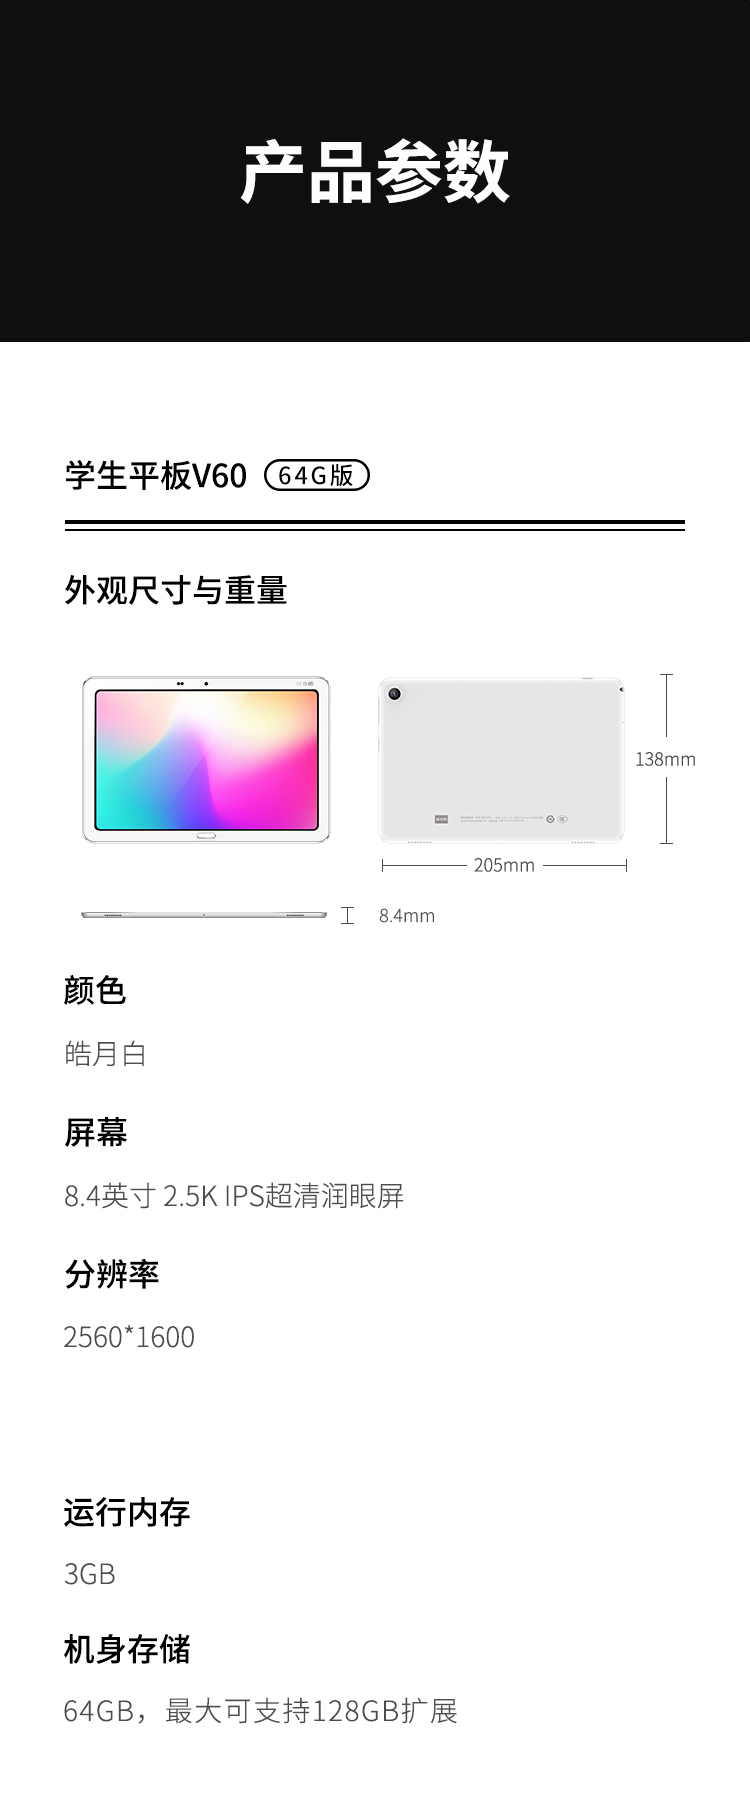 产品参数
学生平板V60 64G版
外观尺寸与重量
138mm
205mm
8.4mm
颜色
皓月白
屏幕
8.4英寸 2.5K IPS超清润眼屏
分辨率
2560*1600
运行内存
3GB
机身存储
64GB，最大可支持128GB扩展